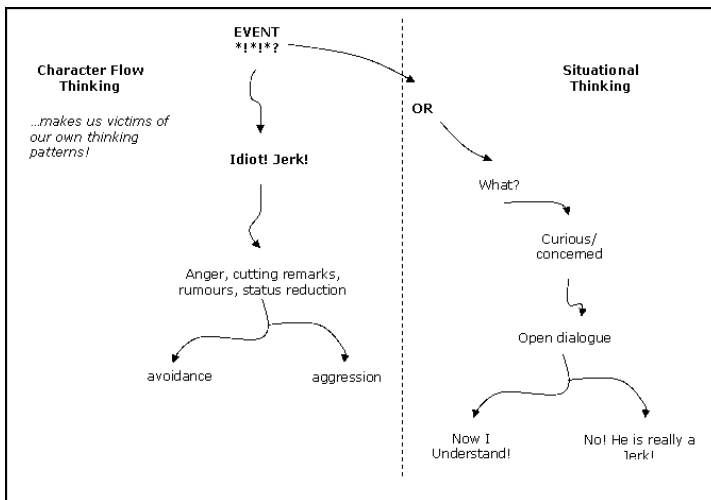 EVENT
*!*!*?
Character Flow
Thinking
...makes us victims of
our own thinking
patterns!
Idiot! Jerk!
Anger, cutting remarks,
rumours, status reduction
avoidance
aggression
Situational
Thinking
OR
What?
Curious/
concerned
Open dialogue
Now I
Understand!
No! He is really a
Jerk!